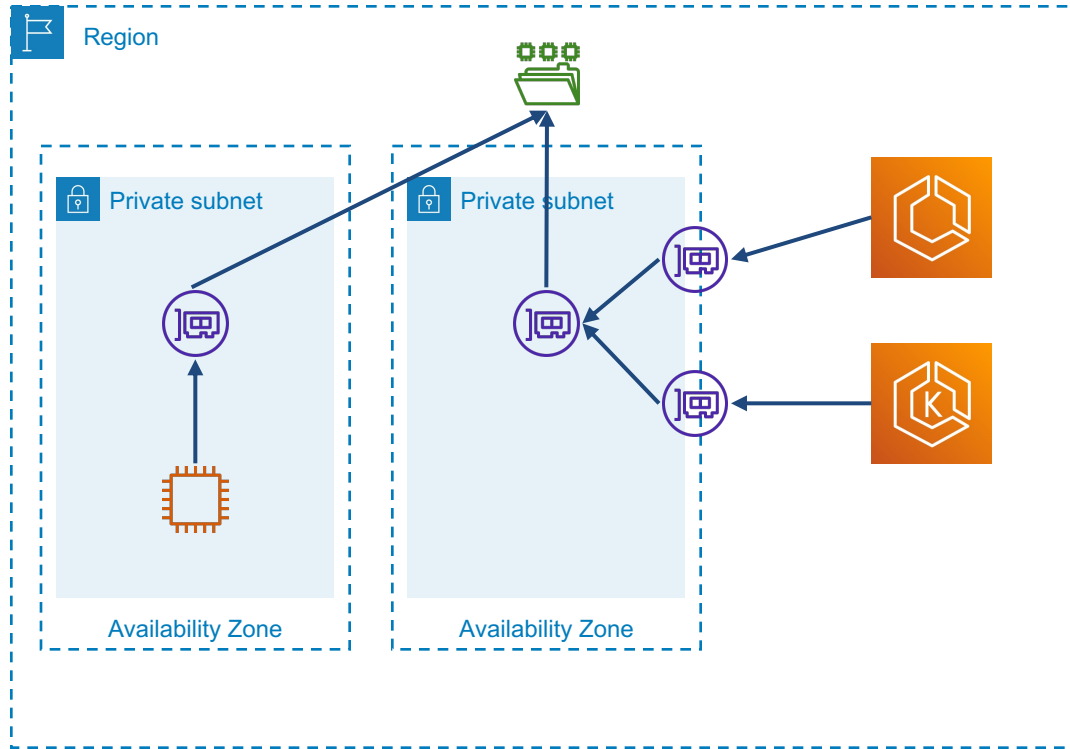 Region
Private subnet
Private subnet
K
Availability Zone
Availability Zone